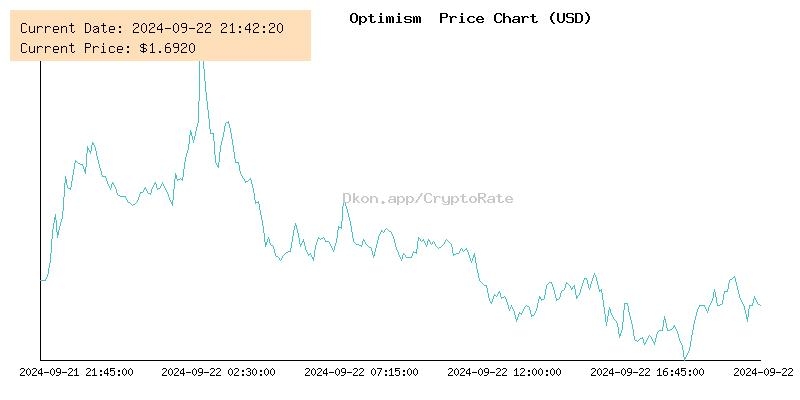 Optimism  Price Chart (USD)
Current Date: 2024-09-22 21:42:20
Current Price: $1.6920
Dkon.app/CryptoRate
2024-09-21 21:45:00 2024-09-22 02:30:00 2024-09-22 07:15:00 2024-09-22 12:00:00 2024-09-22 16:45:00 2024-09-22